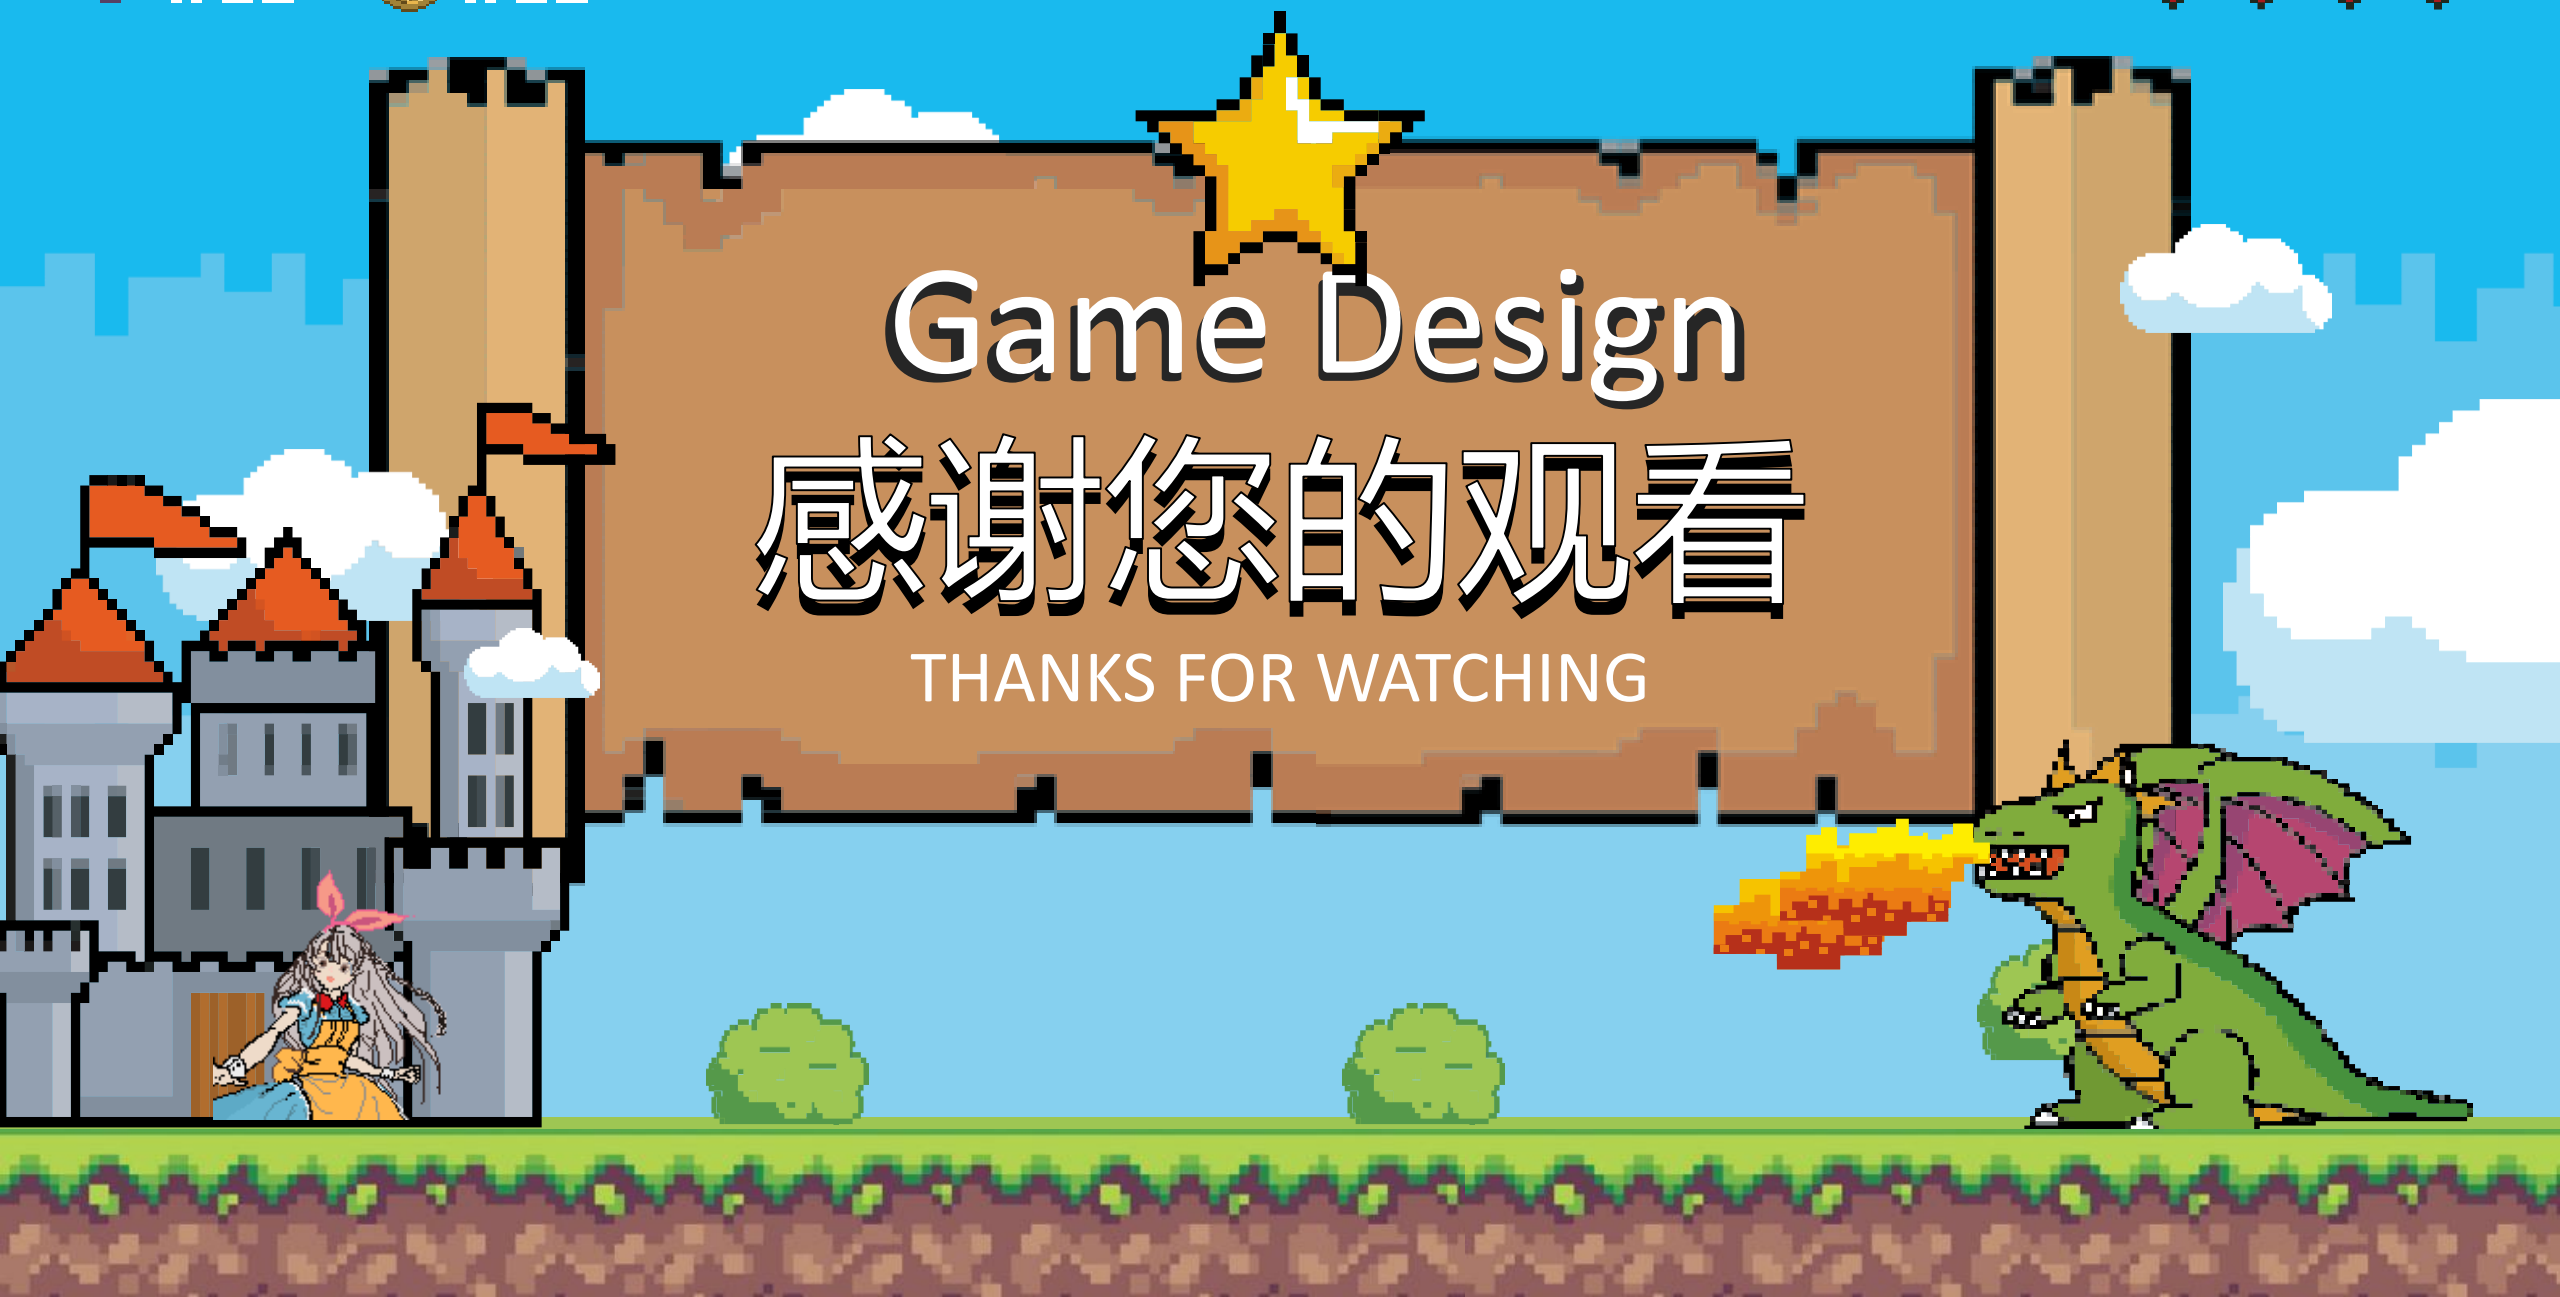 Game Design
感谢您的观看
THANKS FOR WATCHING